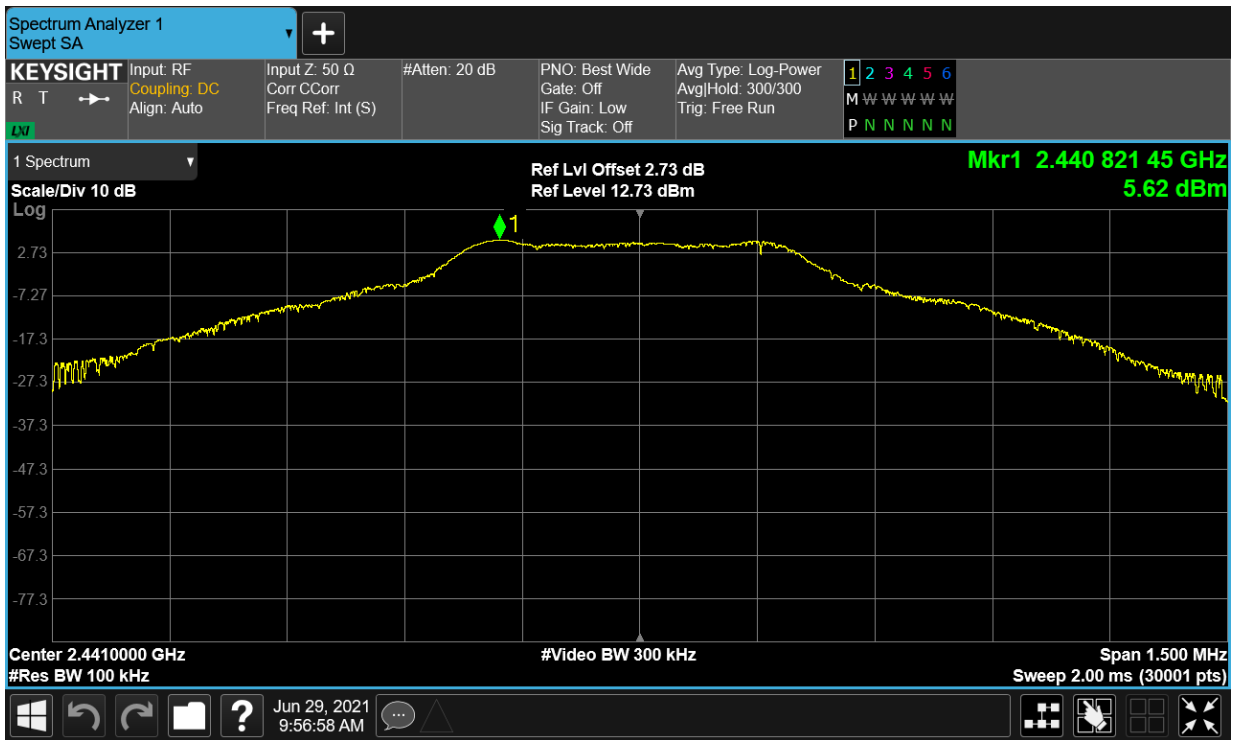 Spectrum Analyzer 1
Swept SA
+
KEYSIGHT
R T
LXI
Input: RF
Coupling: DC
Align: Auto
Input Z: 50 Ω
Corr CCorr
Freq Ref: Int (S)
#Atten: 20 dB
PNO: Best Wide
Gate: Off
IF Gain: Low
Sig Track: Off
Avg Type: Log-Power
Avg|Hold: 300/300
Trig: Free Run
1 2 3 4 5 6
M W W W W W
P N N N N N
1 Spectrum
Scale/Div 10 dB
Log
Ref Lvl Offset 2.73 dB
Ref Level 12.73 dBm
Mkr1 2.440 821 45 GHz
5.62 dBm
1
2.73
-7.27
-17.3
-27.3
-37.3
-47.3
-57.3
-67.3
-77.3
Center 2.4410000 GHz
#Res BW 100 kHz
#Video BW 300 kHz
Span 1.500 MHz
Sweep 2.00 ms (30001 pts)
?
Jun 29, 2021
9:56:58 AM